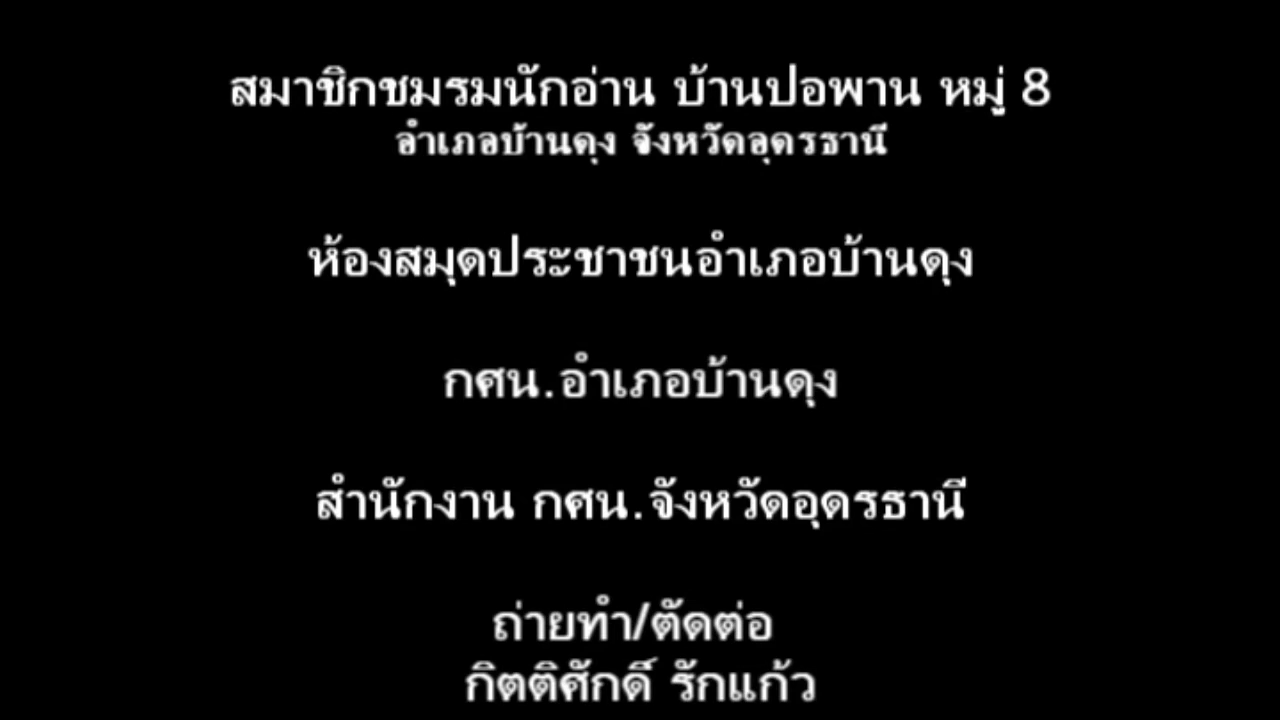 สมาชิกชมรมนักอ่าน บ้านปอพาน หมู่ 8
อำเภอบ้านดุง จังหวัดอุดรธานี
ห้องสมุดประชาชนอำเภอบ้านดุง
กศน.อำเภอบ้านดุง
สำนักงาน กศน.จังหวัดอุดรธานี
ถ่ายทำ/ตัดต่อ
กิตติศักดิ์ รักแก้ว